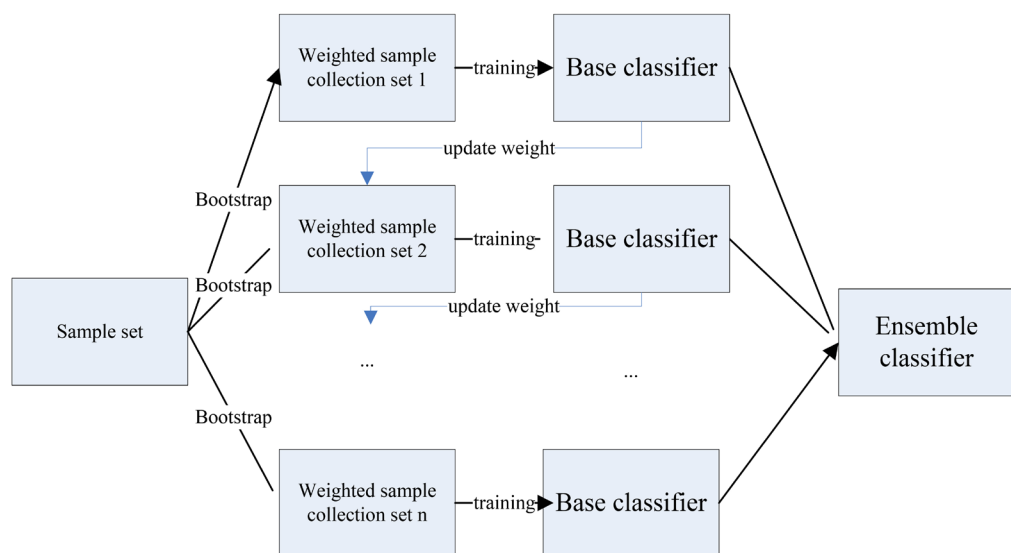 Weighted sample
collection set 1
training
Base classifier
update weight
Bootstrap
Weighted sample
collection set 2
training
Base classifier
Bootstrap
update weight
Sample set
Ensemble
classifier
...
...
Bootstrap
Weighted sample
collection set n
training
Base classifier